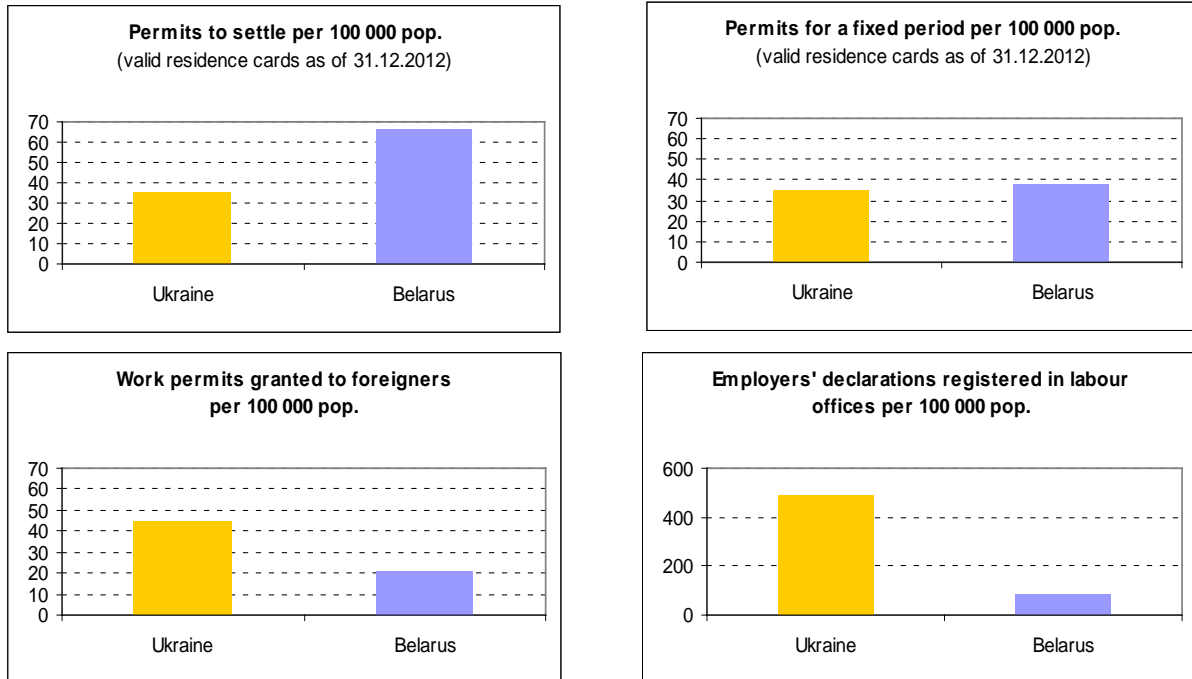 Permits to settle per 100 000 pop.
(valid residence cards as of 31.12.2012)
70
60
50
40
30
20
10
0
Ukraine Belarus
Permits for a fixed period per 100 000 pop.
(valid residence cards as of 31.12.2012)
70
60
50
40
30
20
10
0
Ukraine Belarus
Work permits granted to foreigners
per 100 000 pop.
70
60
50
40
30
20
10
0
Ukraine Belarus
Employers' declarations registered in labour
offices per 100 000 pop.
600
400
200
0
Ukraine Belarus